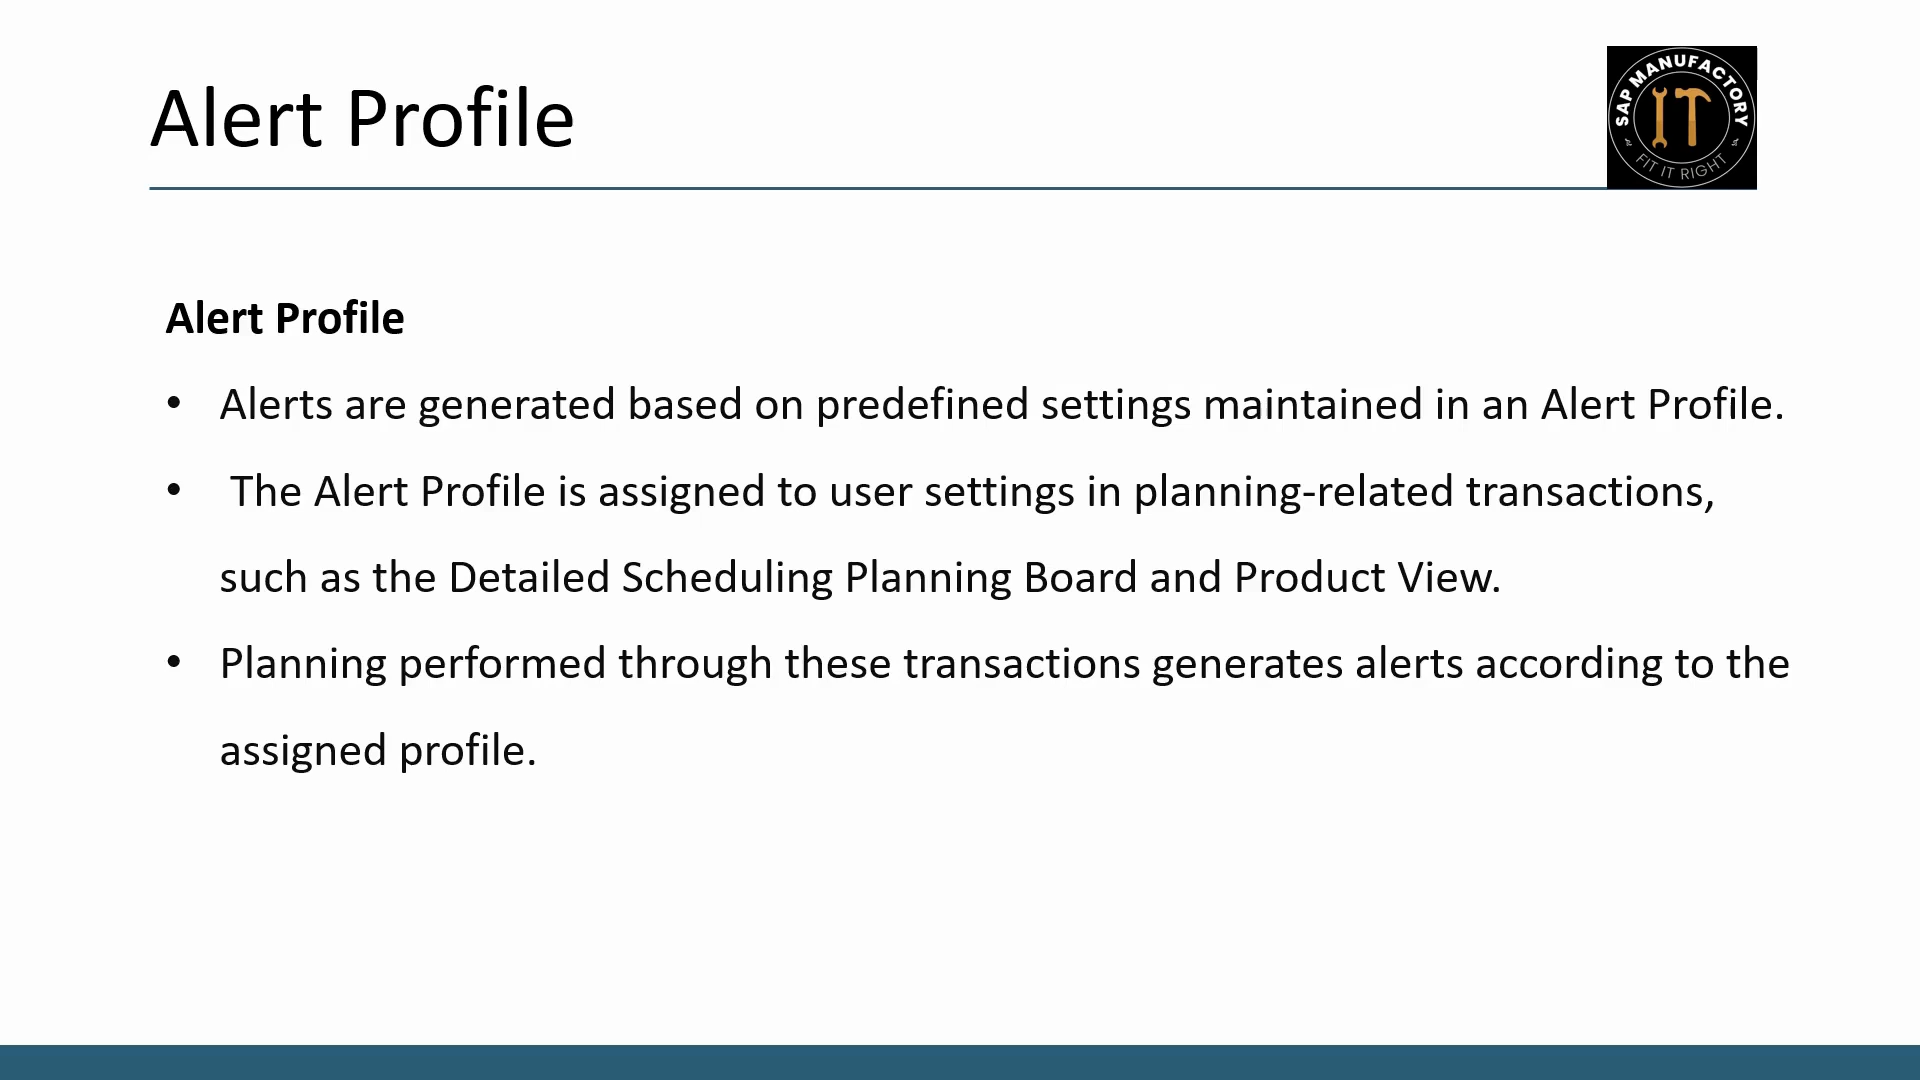 Alert Profile
SAP MANUFACTORY
IT
FIT IT RIGHT
Alert Profile
• Alerts are generated based on predefined settings maintained in an Alert Profile.
• The Alert Profile is assigned to user settings in planning-related transactions,
such as the Detailed Scheduling Planning Board and Product View.
• Planning performed through these transactions generates alerts according to the
assigned profile.